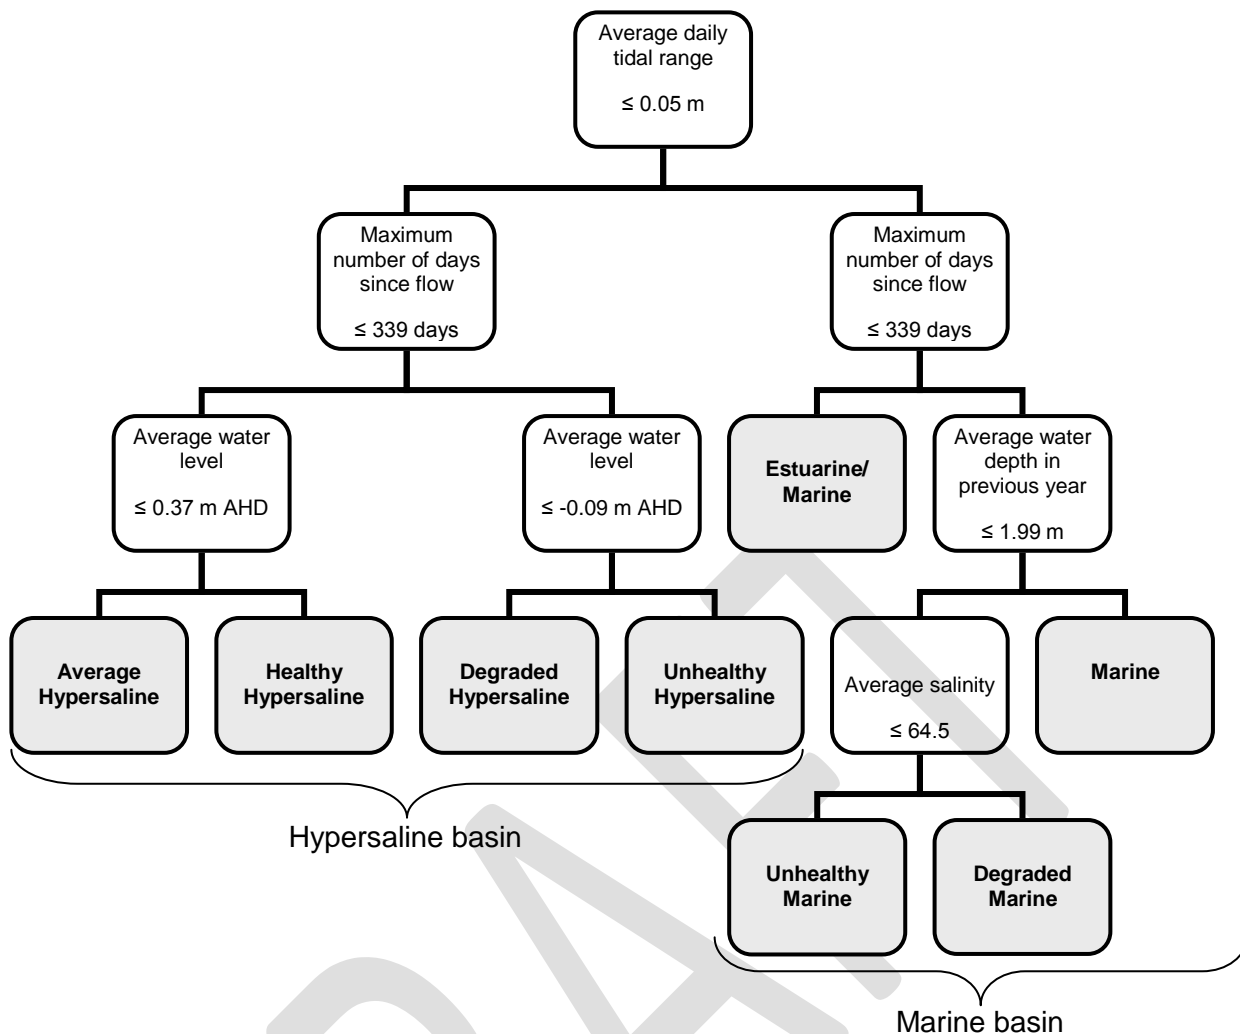 Average daily
tidal range
≤ 0.05 m
Maximum
number of days
since flow
≤ 339 days
Maximum
number of days
since flow
≤ 339 days
Average water
level
≤ 0.37 m AHD
Average water
level
≤ -0.09 m AHD
Estuarine/
Marine
Average water
depth in
previous year
≤ 1.99 m
Average
Hypersaline
Healthy
Hypersaline
Degraded
Hypersaline
Unhealthy
Hypersaline
Average salinity
≤ 64.5
Marine
Hypersaline basin
Unhealthy
Marine
Degraded
Marine
Marine basin